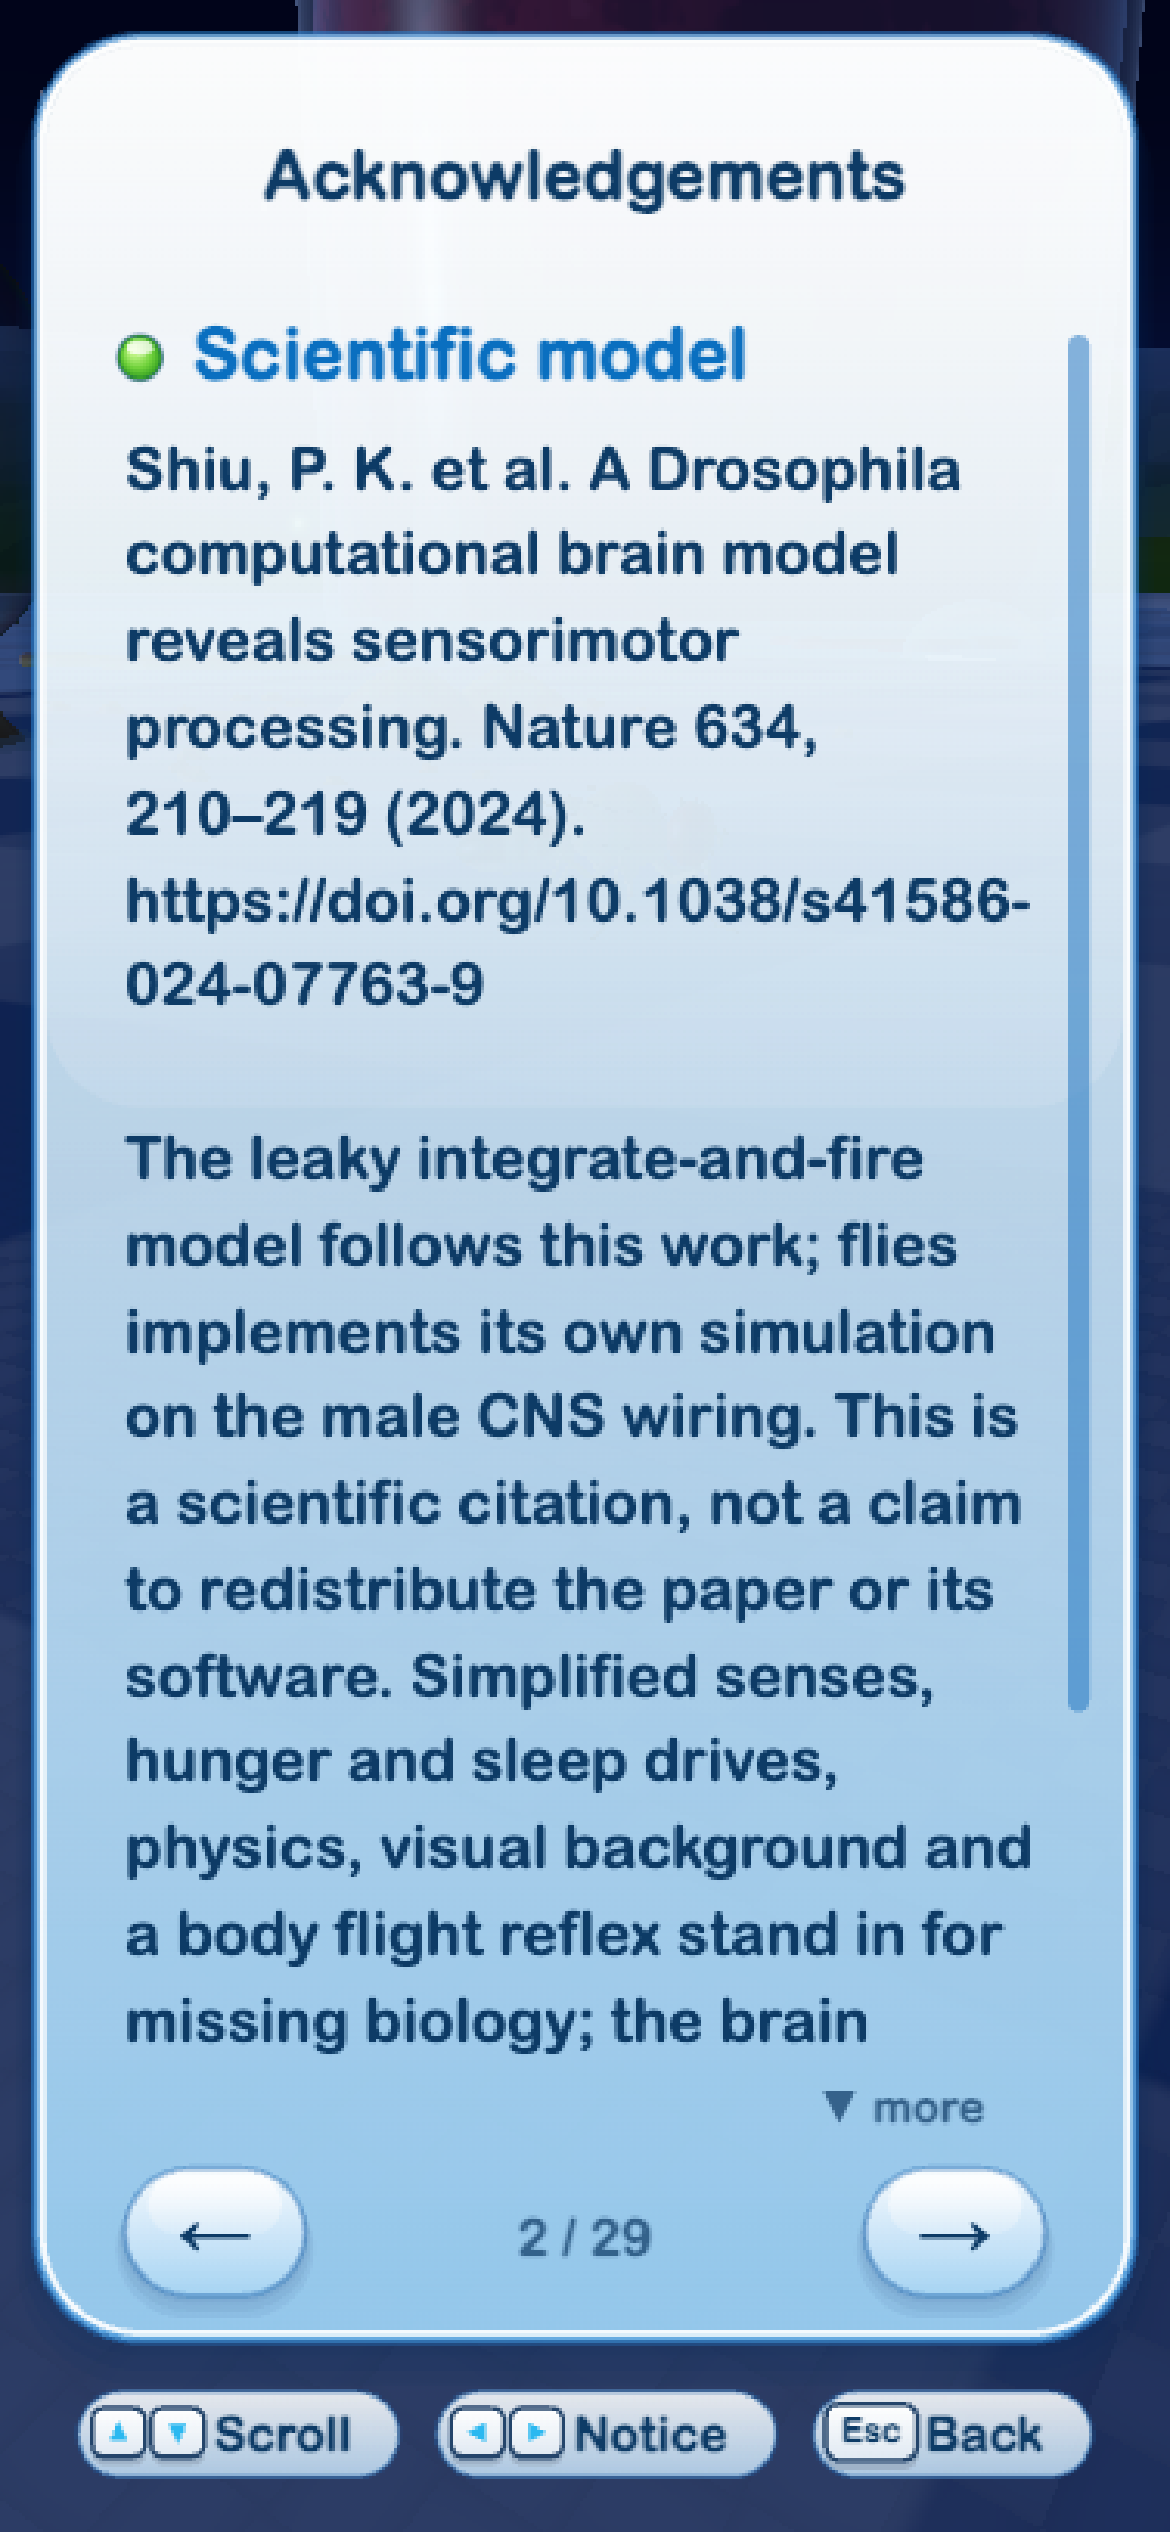 Acknowledgements
Scientific model
Shiu, P. K. et al. A Drosophila
computational brain model
reveals sensorimotor
processing. Nature 634,
210–219 (2024).
https://doi.org/10.1038/s41586-
024-07763-9
The leaky integrate-and-fire
model follows this work; flies
implements its own simulation
on the male CNS wiring. This is
a scientific citation, not a claim
to redistribute the paper or its
software. Simplified senses,
hunger and sleep drives,
physics, visual background and
a body flight reflex stand in for
missing biology; the brain
▼ more
← 2 / 29 →
▲ ▼ Scroll ◀ ▶ Notice Esc Back